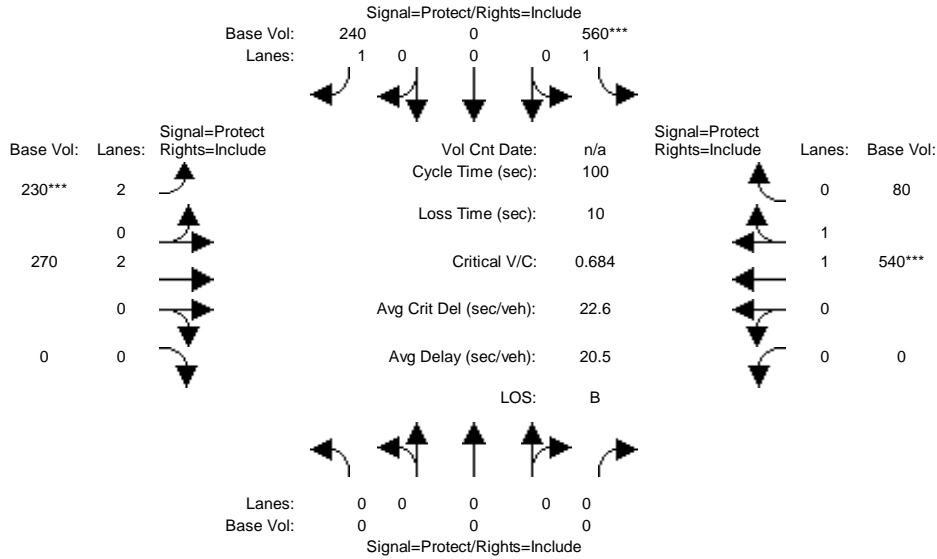 Signal=Protect/Rights=Include
Base Vol: 240 0 560***
Lanes: 1 0 0 0 1
Signal=Protect
Base Vol: Lanes: Rights=Include
Vol Cnt Date: n/a
Signal=Protect
Rights=Include Lanes: Base Vol:
Cycle Time (sec): 100
230*** 2
0 80
Loss Time (sec): 10
0
1
270 2
Critical V/C: 0.684
1 540***
0
Avg Crit Del (sec/veh): 22.6
0
0 0
Avg Delay (sec/veh): 20.5
0 0
LOS: B
Lanes: 0 0 0 0 0
Base Vol: 0 0 0
Signal=Protect/Rights=Include